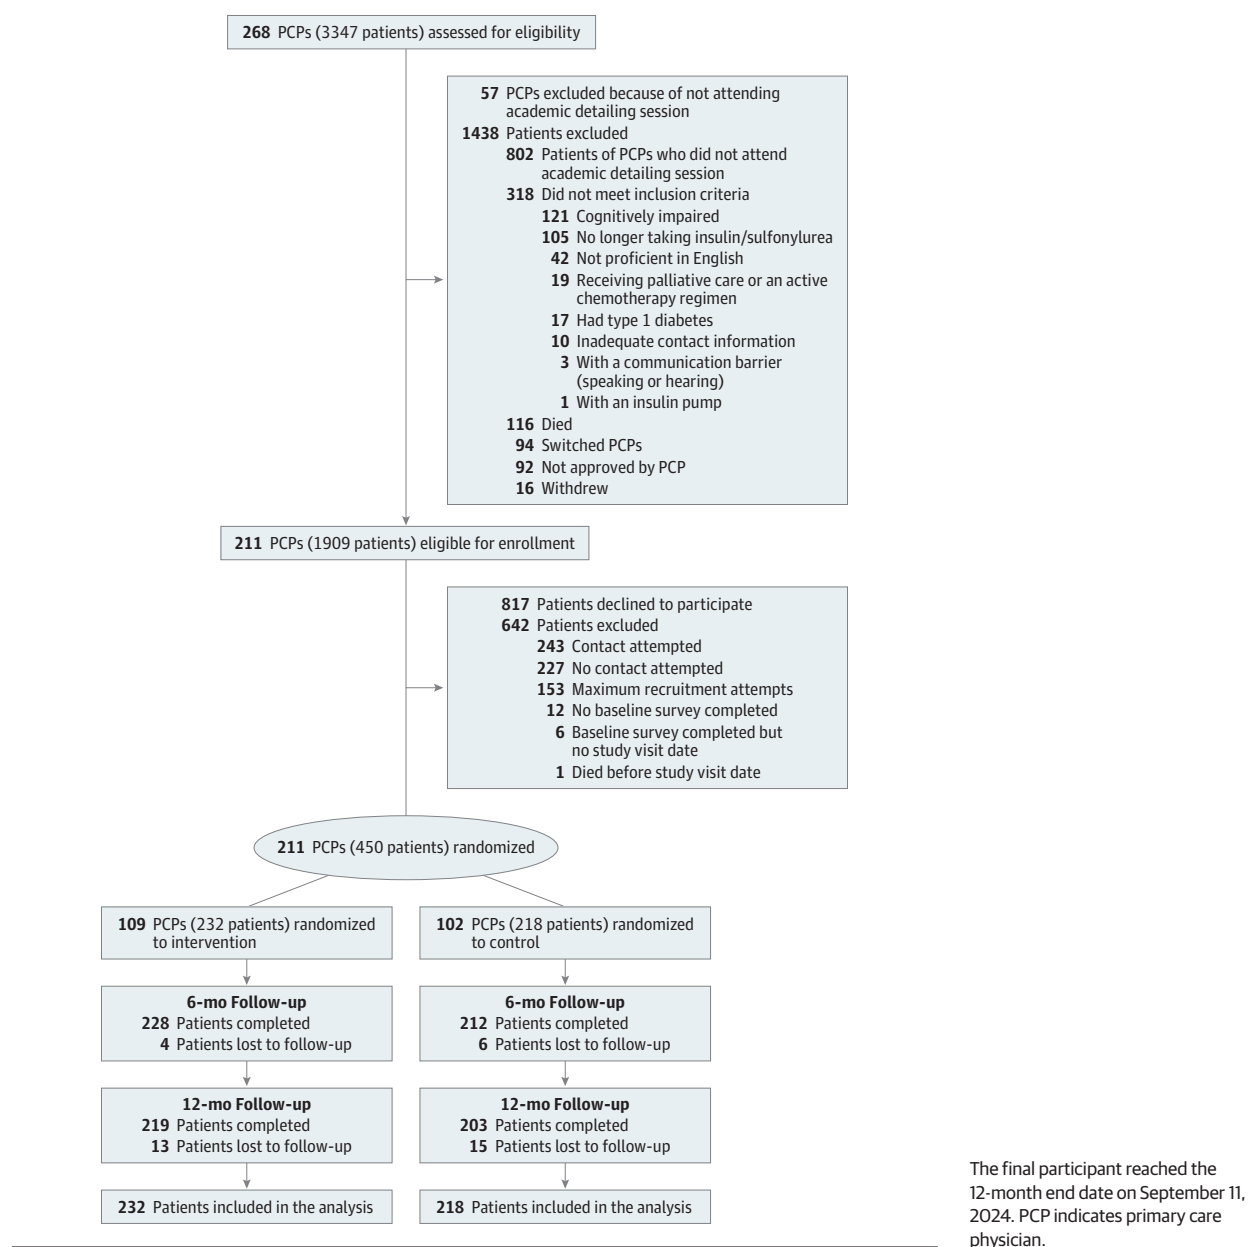 268 PCPs (3347 patients) assessed for eligibility
57 PCPs excluded because of not attending
academic detailing session
1438 Patients excluded
802 Patients of PCPs who did not attend
academic detailing session
318 Did not meet inclusion criteria
121 Cognitively impaired
105 No longer taking insulin/sulfonylurea
42 Not proficient in English
19 Receiving palliative care or an active
chemotherapy regimen
17 Had type 1 diabetes
10 Inadequate contact information
3 With a communication barrier
(speaking or hearing)
1 With an insulin pump
116 Died
94 Switched PCPs
92 Not approved by PCP
16 Withdrew
211 PCPs (1909 patients) eligible for enrollment
817 Patients declined to participate
642 Patients excluded
243 Contact attempted
227 No contact attempted
153 Maximum recruitment attempts
12 No baseline survey completed
6 Baseline survey completed but
no study visit date
1 Died before study visit date
211 PCPs (450 patients) randomized
109 PCPs (232 patients) randomized
to intervention
6-mo Follow-up
228 Patients completed
4 Patients lost to follow-up
12-mo Follow-up
219 Patients completed
13 Patients lost to follow-up
232 Patients included in the analysis
102 PCPs (218 patients) randomized
to control
6-mo Follow-up
212 Patients completed
6 Patients lost to follow-up
12-mo Follow-up
203 Patients completed
15 Patients lost to follow-up
218 Patients included in the analysis
The final participant reached the
12-month end date on September 11,
2024. PCP indicates primary care
physician.